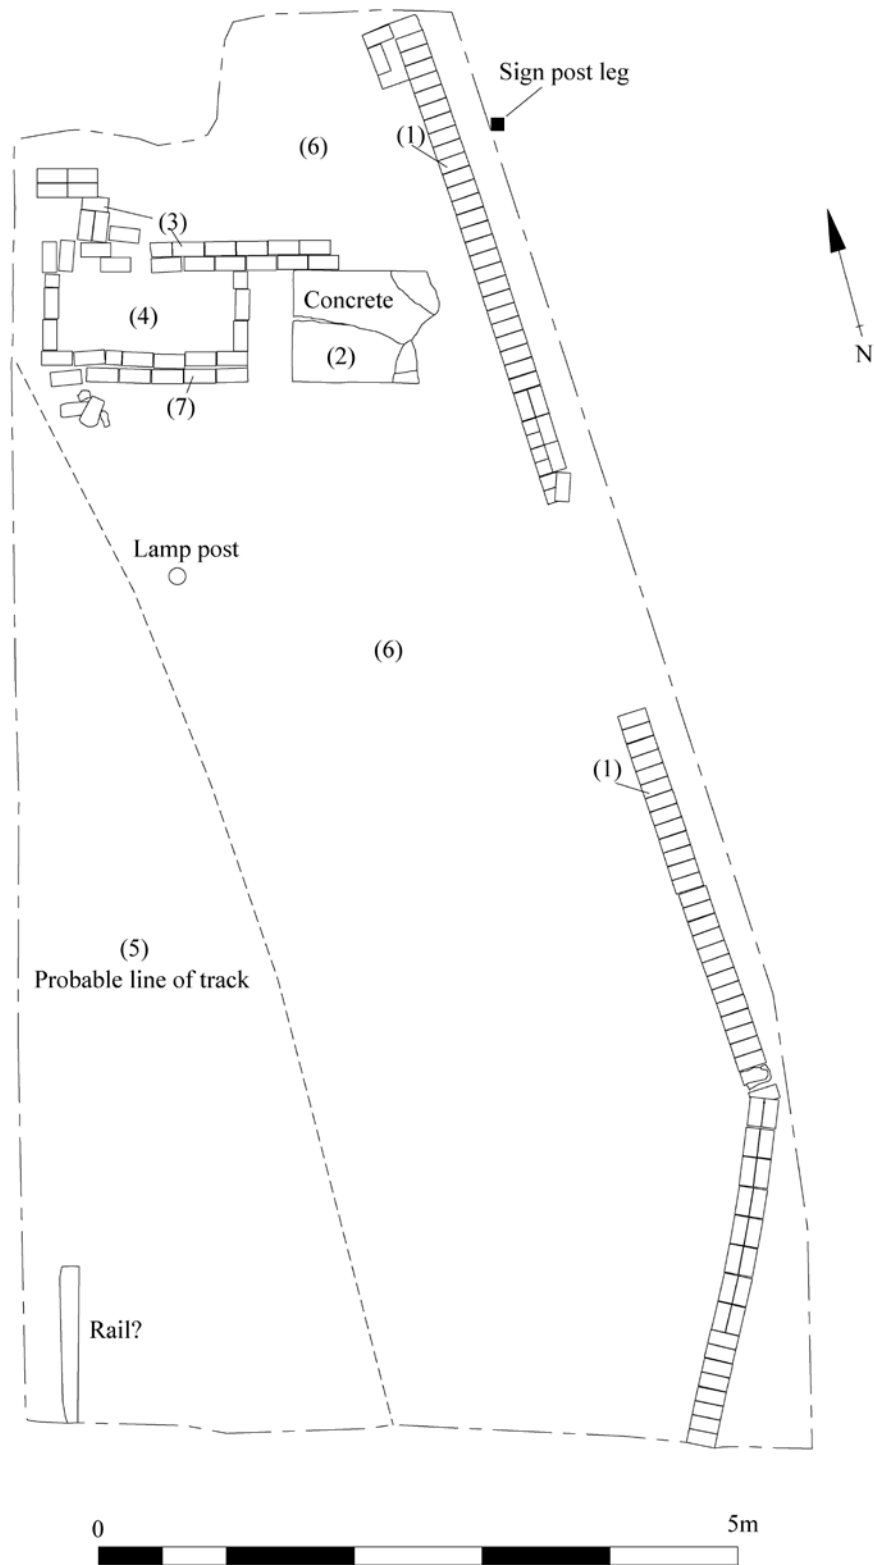 Sign post leg
(1)
(6)
(3)
Concrete
(4)
(2)
N
(7)
Lamp post
(6)
(1)
(5)
Probable line of track
Rail?
0
5m